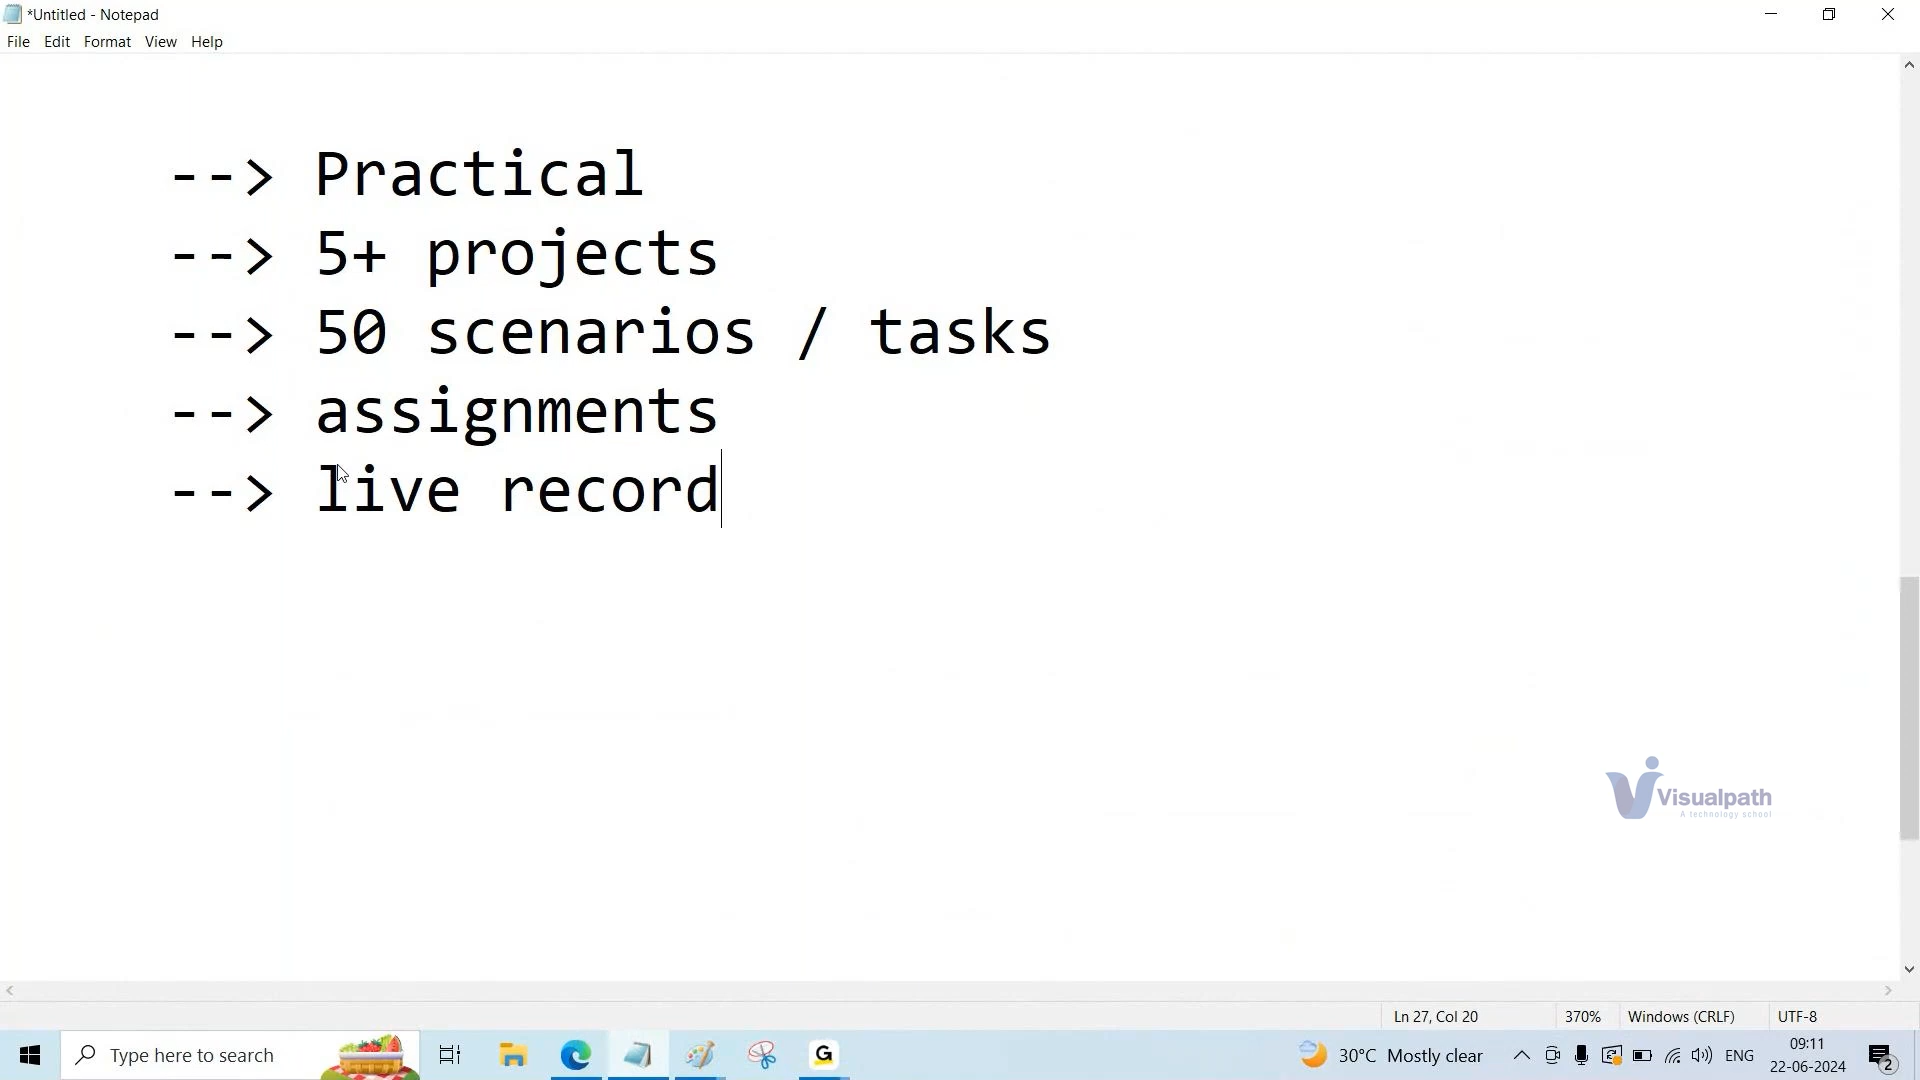 *Untitled - Notepad
File Edit Format View Help
--> Practical
--> 5+ projects
--> 50 scenarios / tasks
--> assignments
--> live record
Visualpath
A technology school
Ln 27, Col 20 370% Windows (CRLF) UTF-8
Type here to search
G
30°C Mostly clear
ENG
09:11
22-06-2024
2